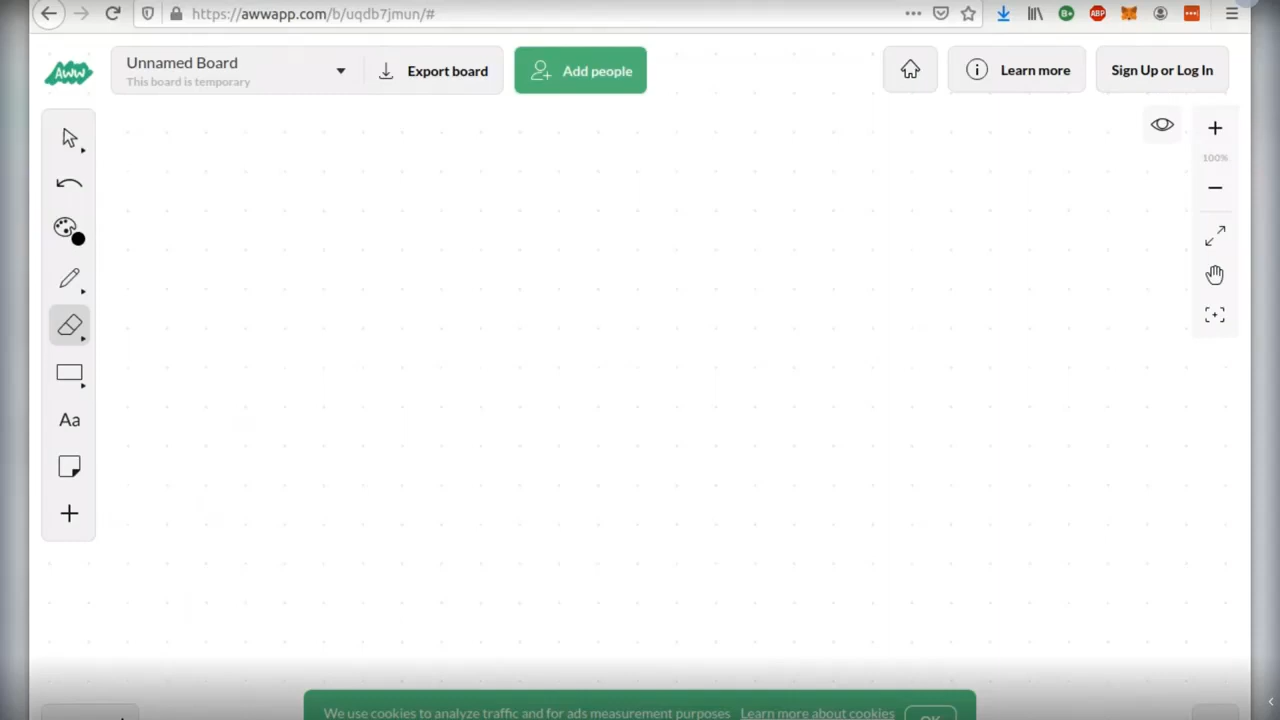 https://awwapp.com/b/uqdb7jmun/#
ABP
AWW
Unnamed Board
This board is temporary
Export board
Add people
Learn more
Sign Up or Log In
100%
Aa
We use cookies to analyze traffic and for ads measurement purposes Learn more about cookies OK